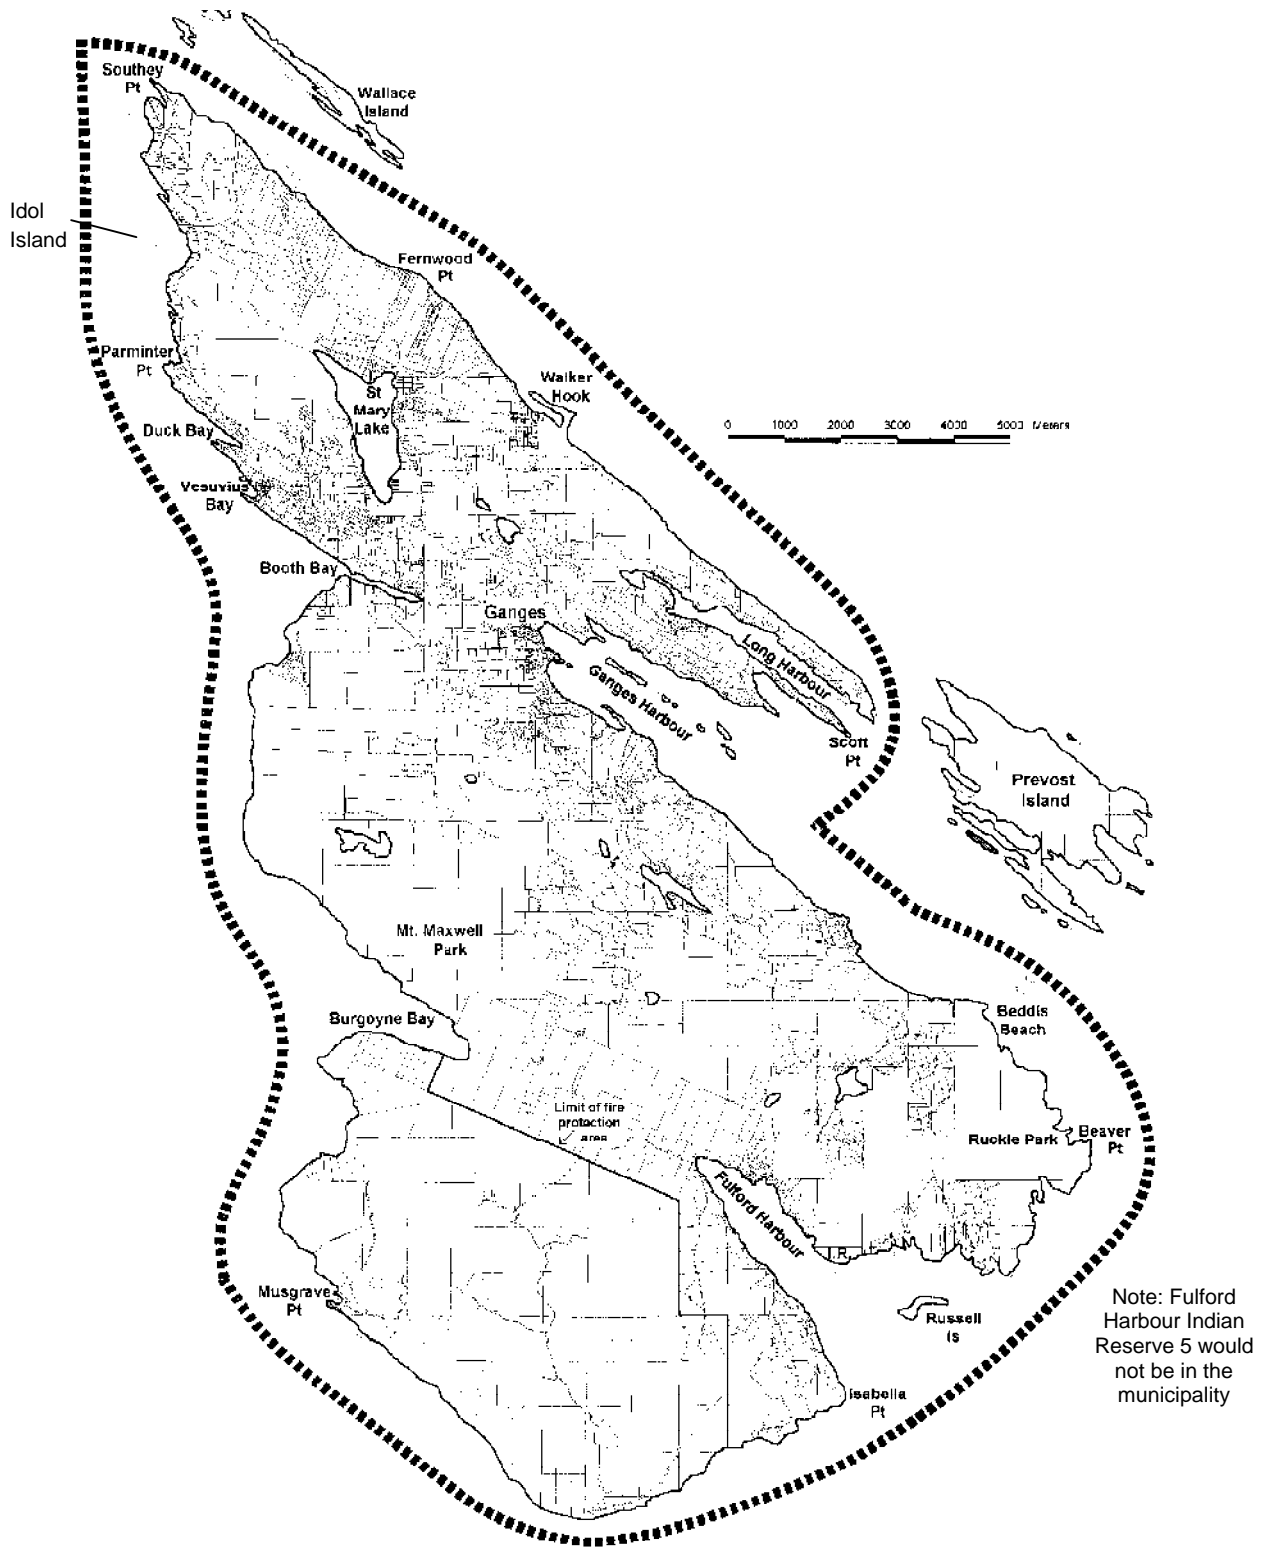 Southey
Pt
Wallace
Island
Idol
Island
Fernwood
Pt
Parminter
Pt
Walker
Hook
St
Mary
Lake
0 1000 2000 3000 4000 5000 Meters
Duck Bay
Vesuvius
Bay
Booth Bay
Ganges
Long Harbour
Ganges Harbour
Scott
Pt
Prevost
Island
Mt. Maxwell
Park
Burgoyne Bay
Beddis
Beach
Limit of fire
protection
area
Ruckle Park
Beaver
Pt
Fulford Harbour
I.R.
Musgrave
Pt
Russell
Is
Note: Fulford
Harbour Indian
Reserve 5 would
not be in the
municipality
Isabella
Pt